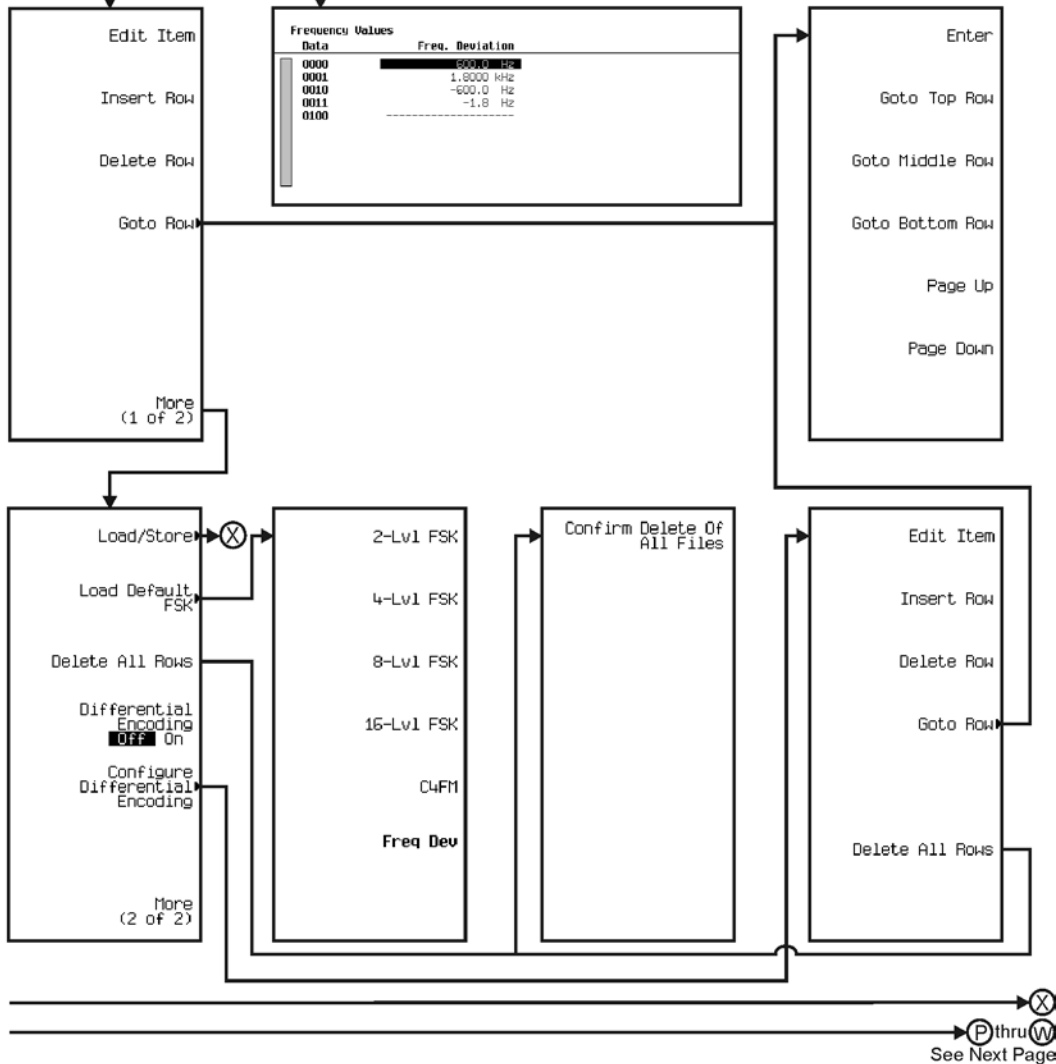 Edit Item
Insert Row
Delete Row
Goto Row
More
(1 of 2)
Frequency Values
Data Freq. Deviation
0000 600.0 Hz
0001 1.8000 kHz
0010 -600.0 Hz
0011 -1.8 Hz
0100 --------------------
Enter
Goto Top Row
Goto Middle Row
Goto Bottom Row
Page Up
Page Down
Load/Store
X
Load Default
FSK
Delete All Rows
Differential
Encoding
Off On
Configure
Differential
Encoding
More
(2 of 2)
2-Lvl FSK
4-Lvl FSK
8-Lvl FSK
16-Lvl FSK
C4FM
Freq Dev
Confirm Delete Of
All Files
Edit Item
Insert Row
Delete Row
Goto Row
Delete All Rows
X
P thru W
See Next Page